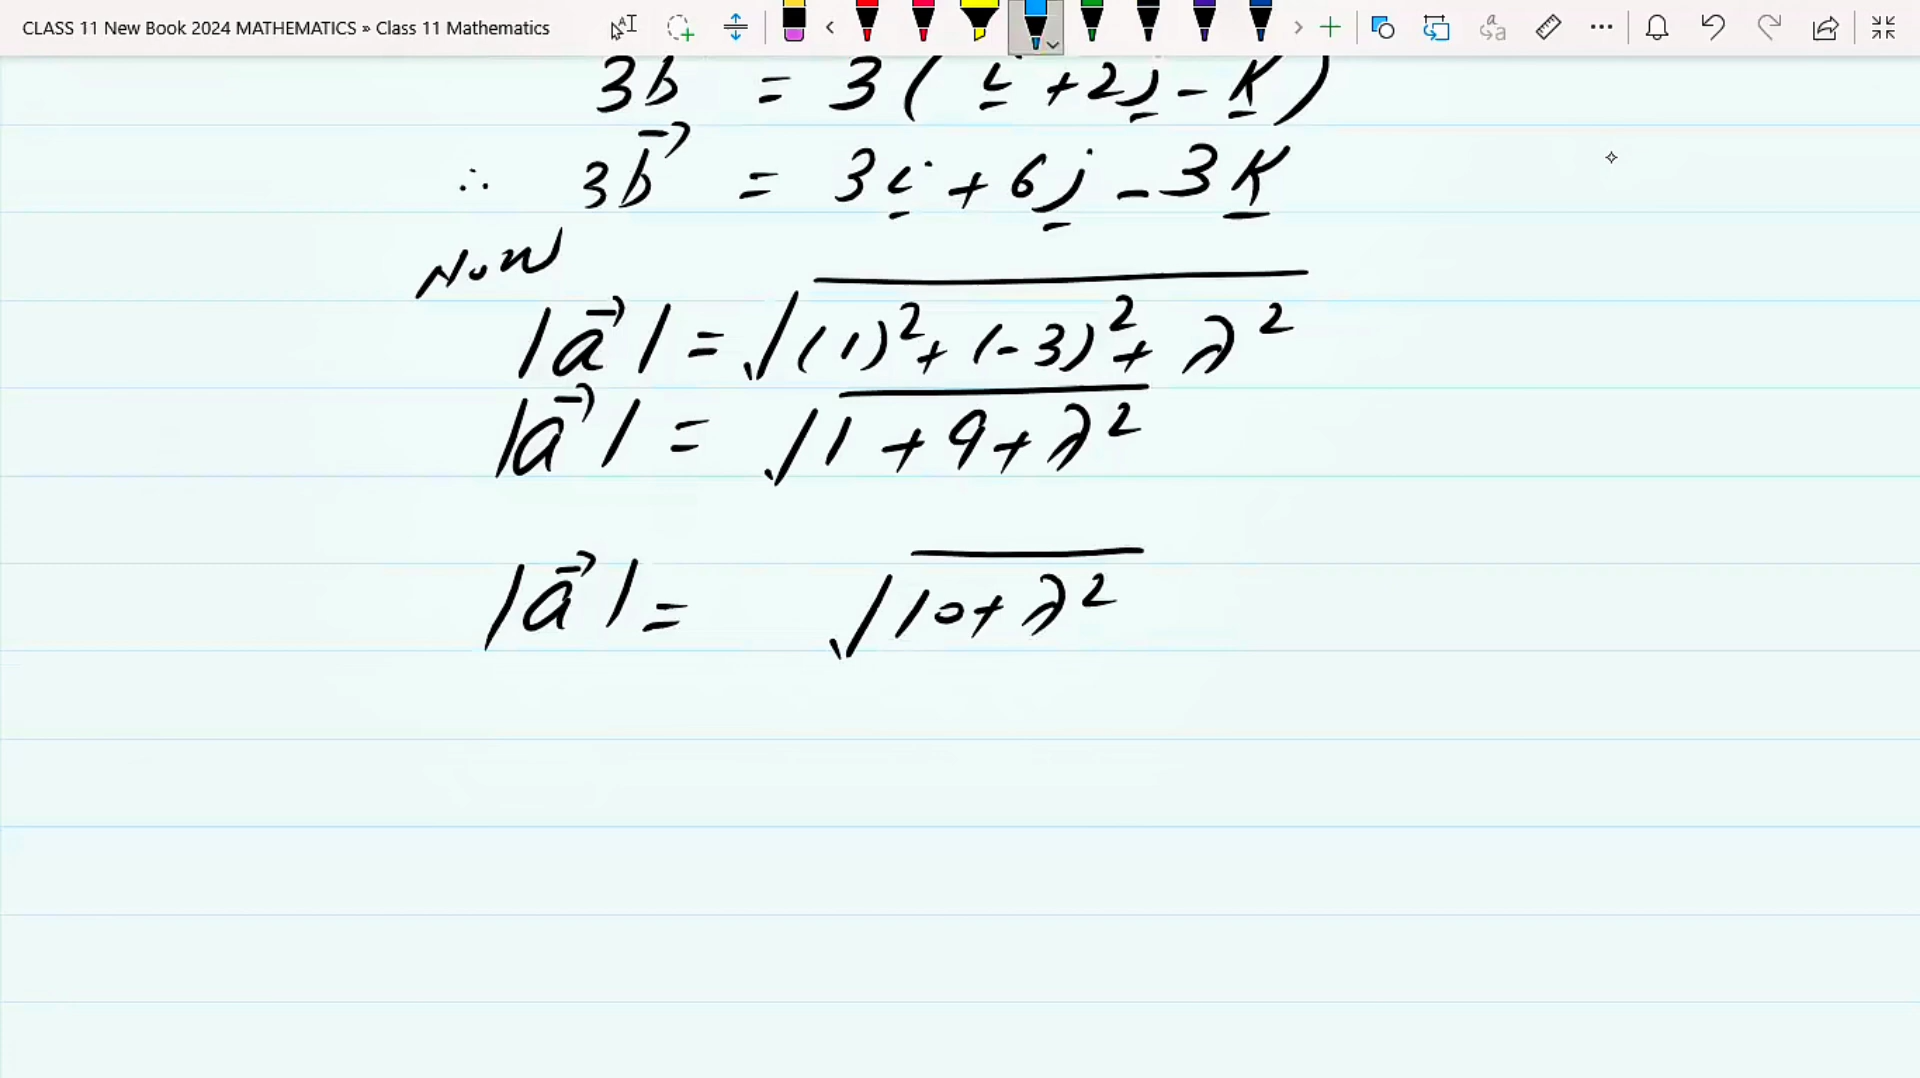 CLASS 11 New Book 2024 MATHEMATICS » Class 11 Mathematics
3b = 3( i + 2j - K )
∴ 3b⃗ = 3i + 6j - 3K
Now
|a⃗| = √((1)² + (-3)² + λ²)
|a⃗| = √(1 + 9 + λ²)
|a⃗| = √(10 + λ²)